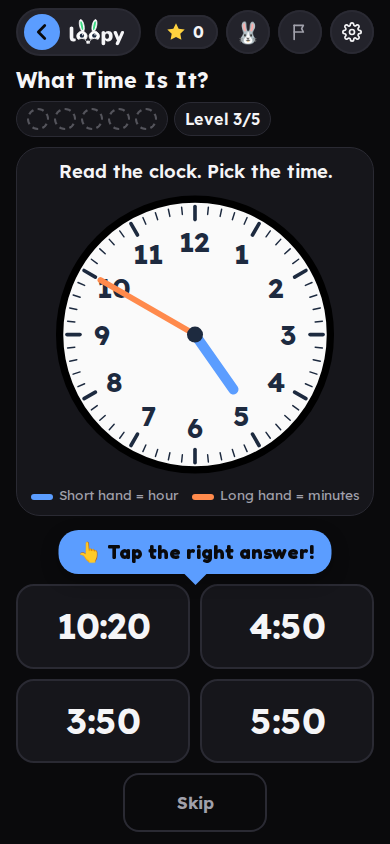 loopy
0
What Time Is It?
Level 3/5
Read the clock. Pick the time.
12
1
2
3
4
5
6
7
8
9
10
11
Short hand = hour
Long hand = minutes
👆 Tap the right answer!
10:20
4:50
3:50
5:50
Skip